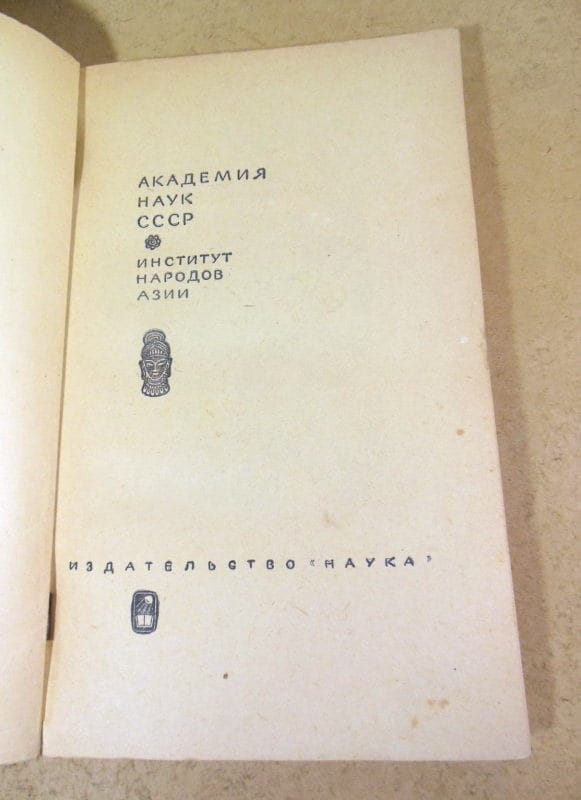 АКАДЕМИЯ
НАУК
СССР
ИНСТИТУТ
НАРОДОВ
АЗИИ
ИЗДАТЕЛЬСТВО «НАУКА»